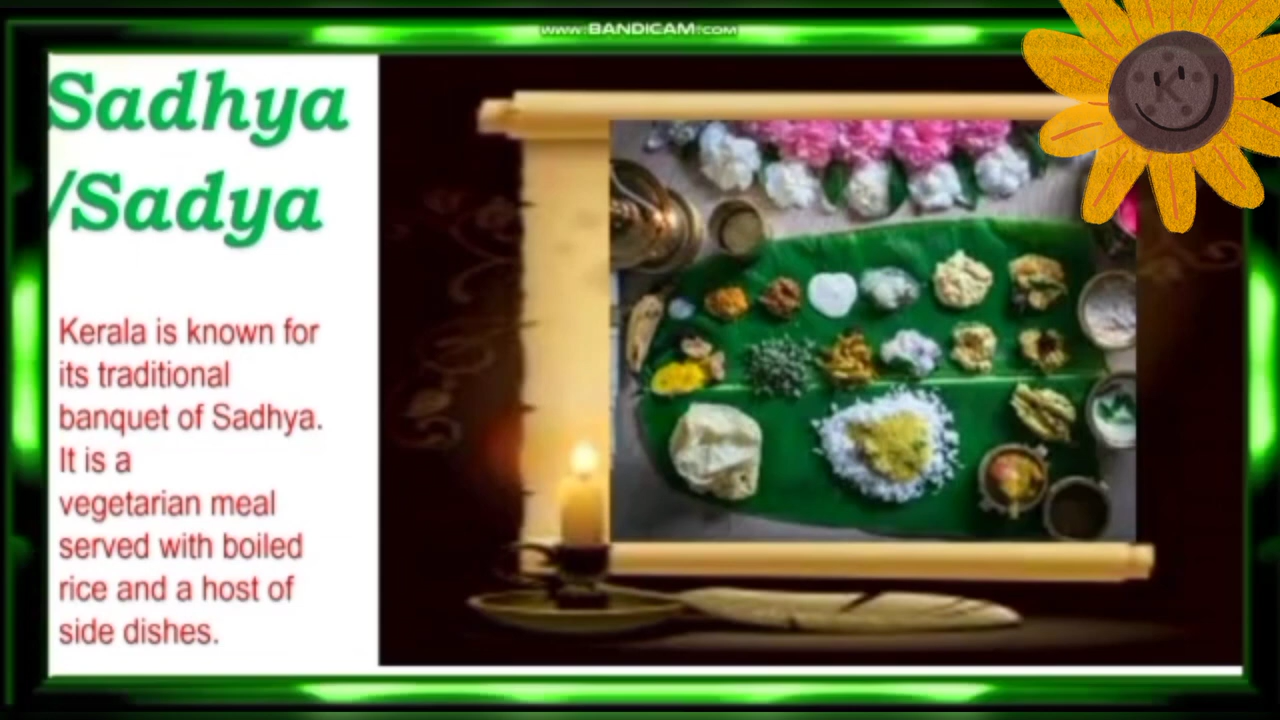 www.BANDICAM.com
Sadhya
/Sadya
Kerala is known for
its traditional
banquet of Sadhya.
It is a
vegetarian meal
served with boiled
rice and a host of
side dishes.
K